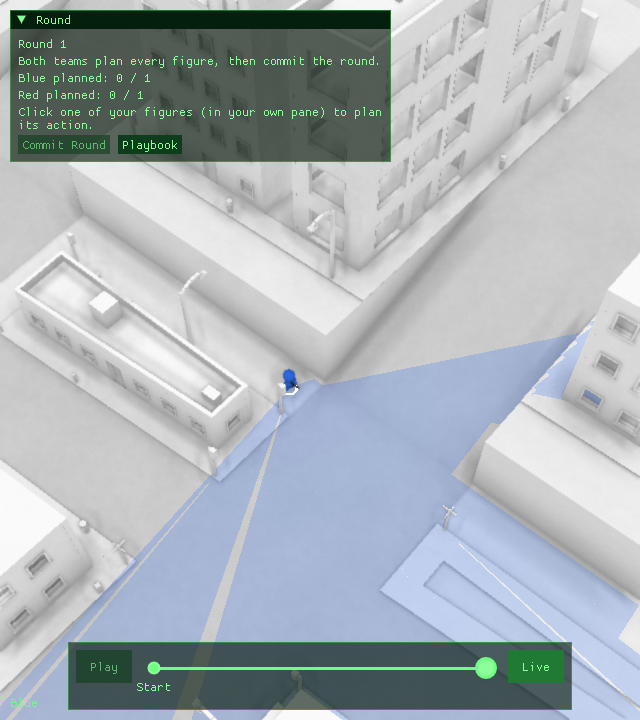 Round
Round 1
Both teams plan every figure, then commit the round.
Blue planned: 0 / 1
Red planned: 0 / 1
Click one of your figures (in your own pane) to plan
its action.
Commit Round Playbook
Play
Live
Start
Blue